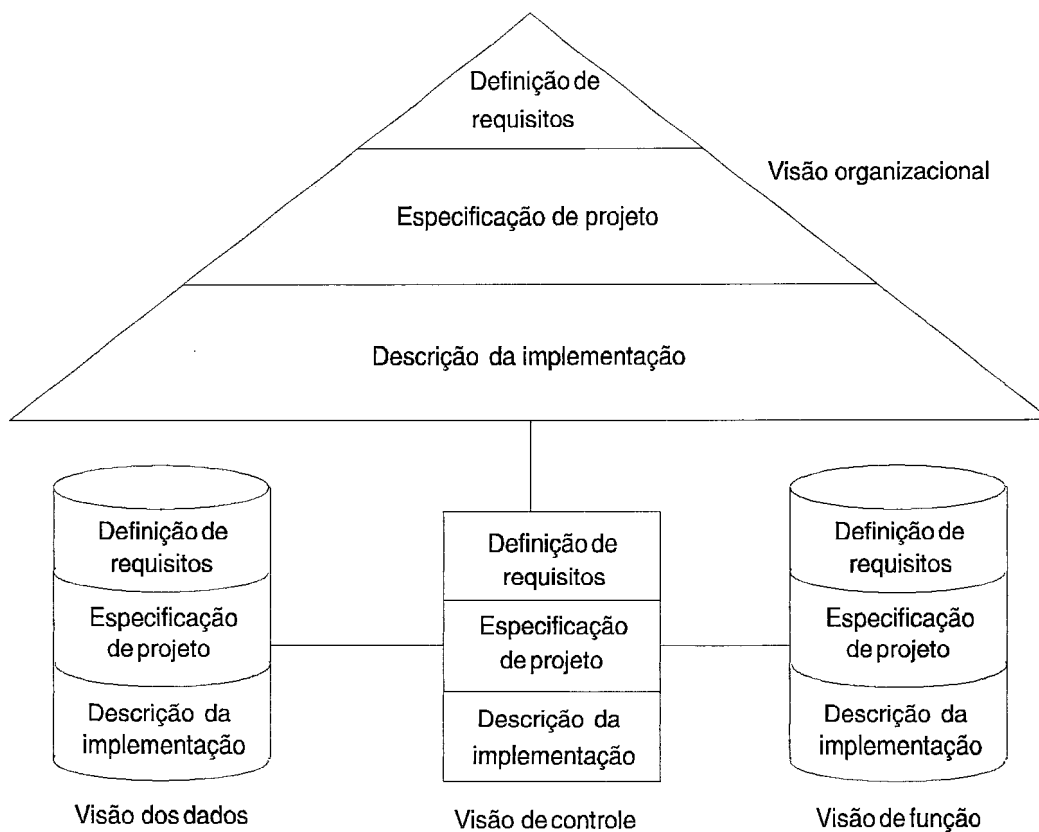 Definição de
requisitos
Visão organizacional
Especificação de projeto
Descrição da implementação
Definição de
requisitos
Especificação
de projeto
Descrição da
implementação
Visão dos dados
Definição de
requisitos
Especificação
de projeto
Descrição da
implementação
Visão de controle
Definição de
requisitos
Especificação
de projeto
Descrição da
implementação
Visão de função